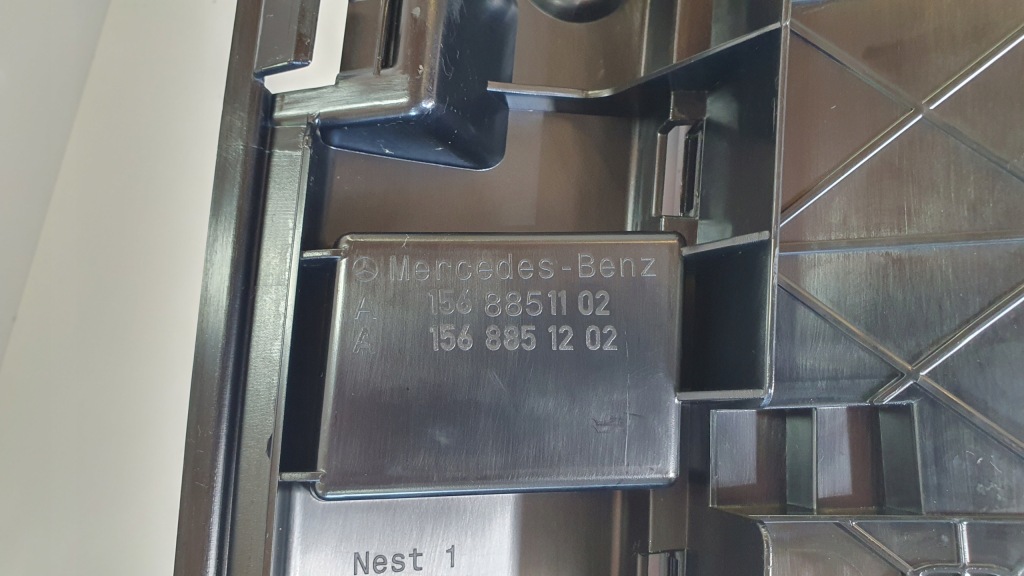 Mercedes-Benz
A 156 885 11 02
A 156 885 12 02
Nest 1